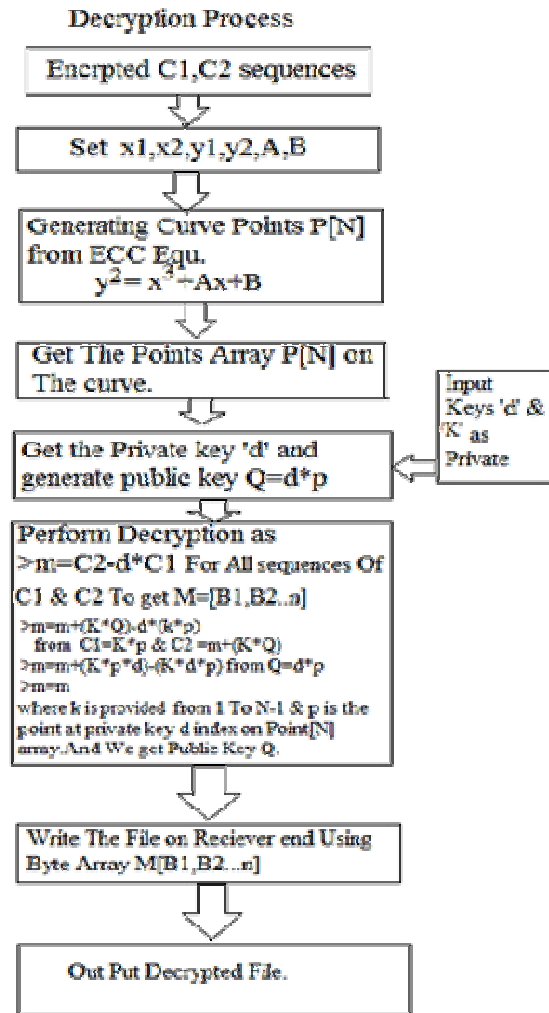 Decryption Process
Encrpted C1,C2 sequences
Set x1,x2,y1,y2,A,B
Generating Curve Points P[N]
from ECC Equ.
y²= x³+Ax+B
Get The Points Array P[N] on
The curve.
Input
Keys 'd' &
'K' as
Private
Get the Private key 'd' and
generate public key Q=d*p
Perform Decryption as
>m=C2-d*C1 For All sequences Of
C1 & C2 To get M=[B1,B2..n]
>m=m+(K*Q)-d*(k*p)
from C1=K*p & C2 =m+(K*Q)
>m=m+(K*p*d)-(K*d*p) from Q=d*p
>m=m
where k is provided from 1 To N-1 & p is the
point at private key d index on Point[N]
array.And We get Public Key Q.
Write The File on Reciever end Using
Byte Array M[B1,B2...n]
Out Put Decrypted File.